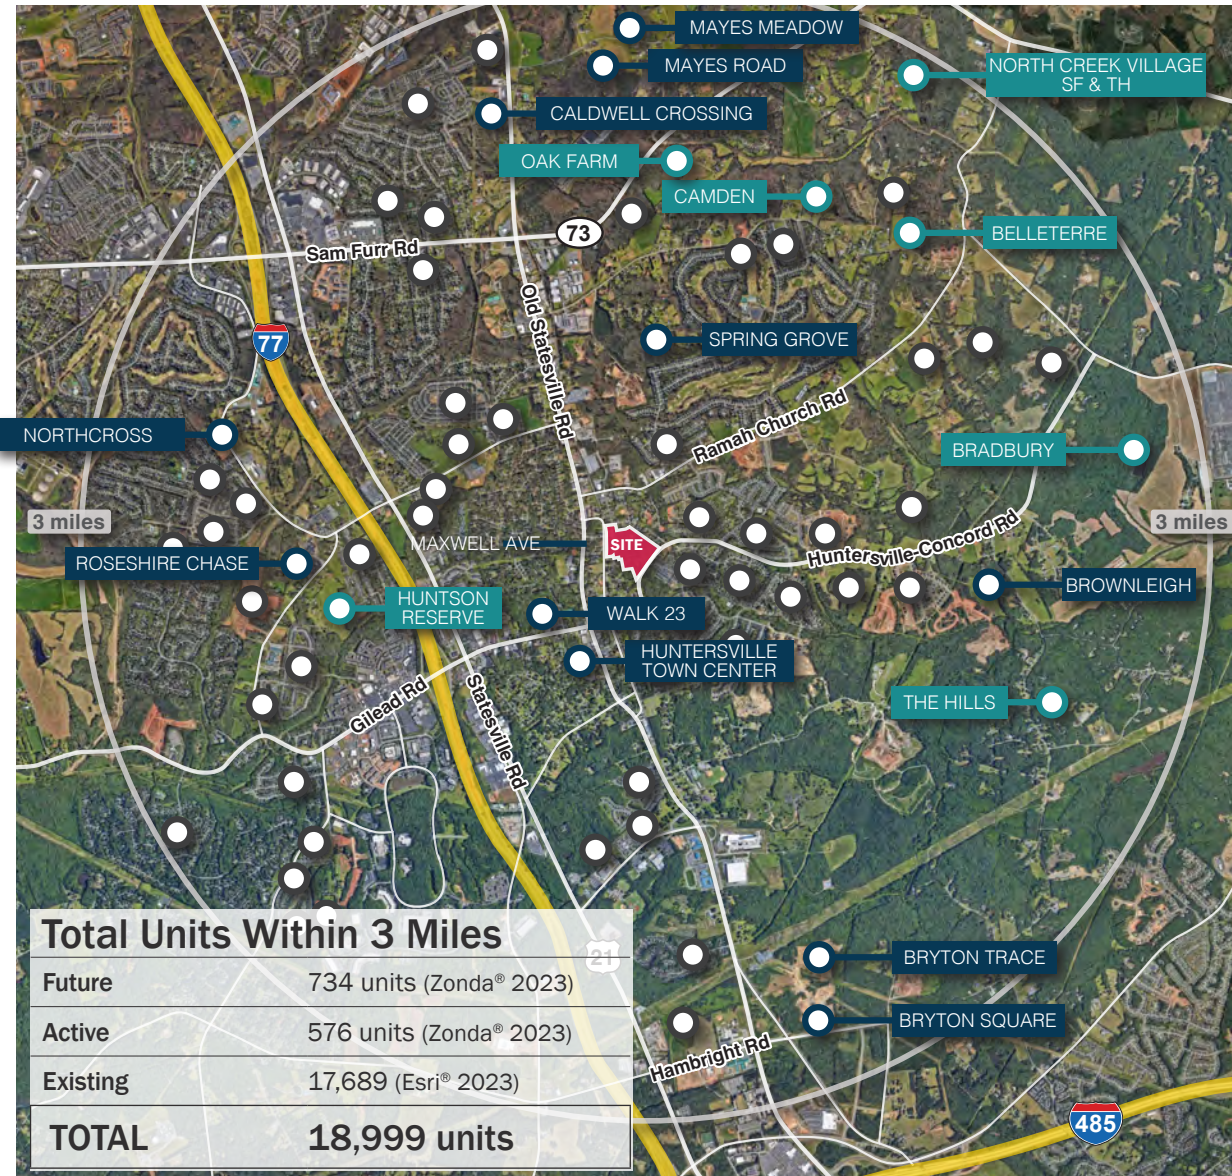 MAYES MEADOW
MAYES ROAD
NORTH CREEK VILLAGE
SF & TH
CALDWELL CROSSING
OAK FARM
CAMDEN
73
BELLETERRE
Sam Furr Rd
Old Statesville Rd
77
SPRING GROVE
Ramah Church Rd
NORTHCROSS
BRADBURY
3 miles
3 miles
MAXWELL AVE
SITE
Huntersville-Concord Rd
ROSESHIRE CHASE
BROWNLEIGH
HUNTSON
RESERVE
WALK 23
HUNTERSVILLE
TOWN CENTER
Gilead Rd
Statesville Rd
THE HILLS
Total Units Within 3 Miles
21
Future 734 units (Zonda® 2023)
Active 576 units (Zonda® 2023)
Existing 17,689 (Esri® 2023)
TOTAL 18,999 units
BRYTON TRACE
BRYTON SQUARE
Hambright Rd
485